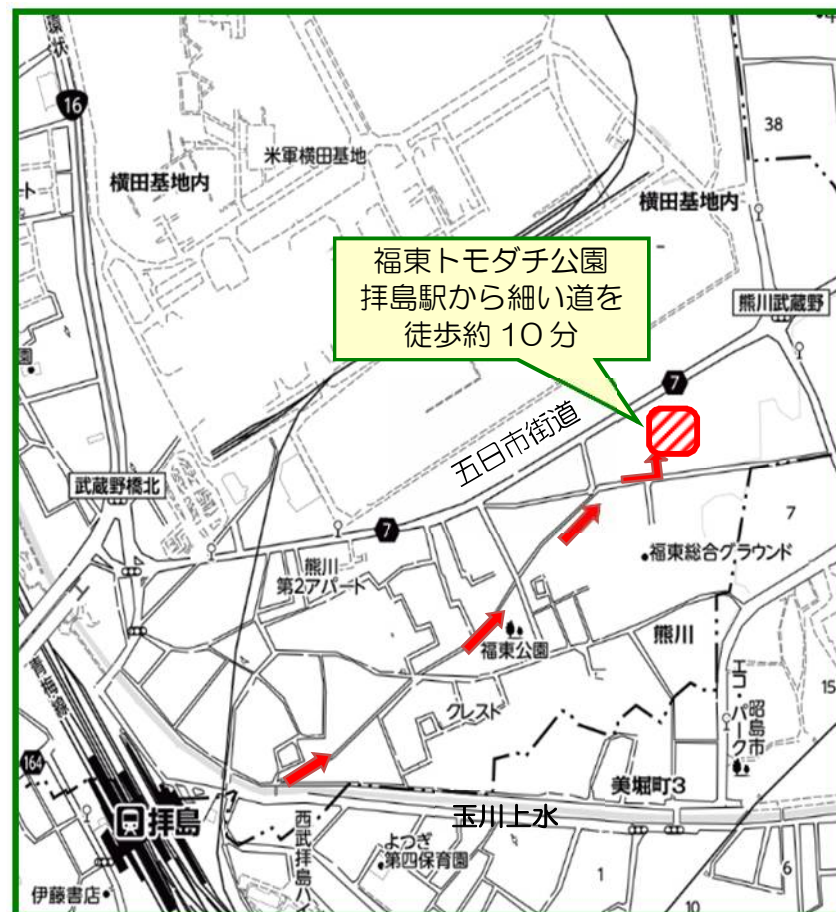 環状
16
横田基地内
米軍横田基地
38
横田基地内
ート
福東トモダチ公園
拝島駅から細い道を
徒歩約 10 分
熊川武蔵野
園
7
五日市街道
武蔵野橋北
7
7
福東総合グラウンド
熊川
第2アパート
福東公園
熊川
クレスト
15
エコ・パーク
昭島市
青梅線
164
美堀町3
拝島
玉川上水
西武拝島ハイ
よつぎ
第四保育園
1
6
10
伊藤書店